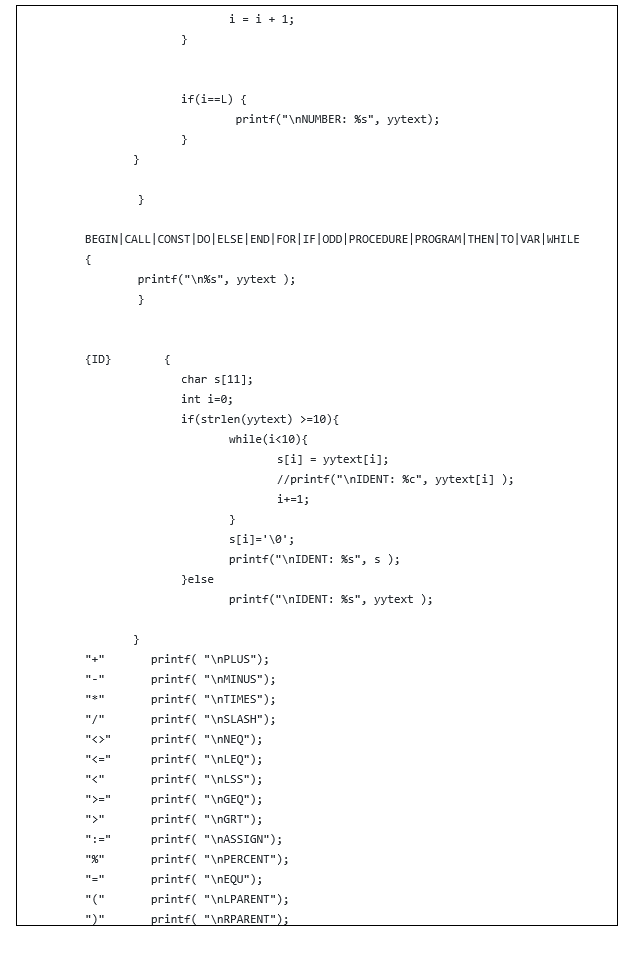 i = i + 1;
}
if(i==L) {
printf("\nNUMBER: %s", yytext);
}
}
}
BEGIN|CALL|CONST|DO|ELSE|END|FOR|IF|ODD|PROCEDURE|PROGRAM|THEN|TO|VAR|WHILE
{
printf("\n%s", yytext );
}
{ID} {
char s[11];
int i=0;
if(strlen(yytext) >=10){
while(i<10){
s[i] = yytext[i];
//printf("\nIDENT: %c", yytext[i] );
i+=1;
}
s[i]='\0';
printf("\nIDENT: %s", s );
}else
printf("\nIDENT: %s", yytext );
}
"+" printf( "\nPLUS");
"-" printf( "\nMINUS");
"*" printf( "\nTIMES");
"/" printf( "\nSLASH");
"<>" printf( "\nNEQ");
"<=" printf( "\nLEQ");
"<" printf( "\nLSS");
">=" printf( "\nGEQ");
">" printf( "\nGRT");
":=" printf( "\nASSIGN");
"%" printf( "\nPERCENT");
"=" printf( "\nEQU");
"(" printf( "\nLPARENT");
")" printf( "\nRPARENT");